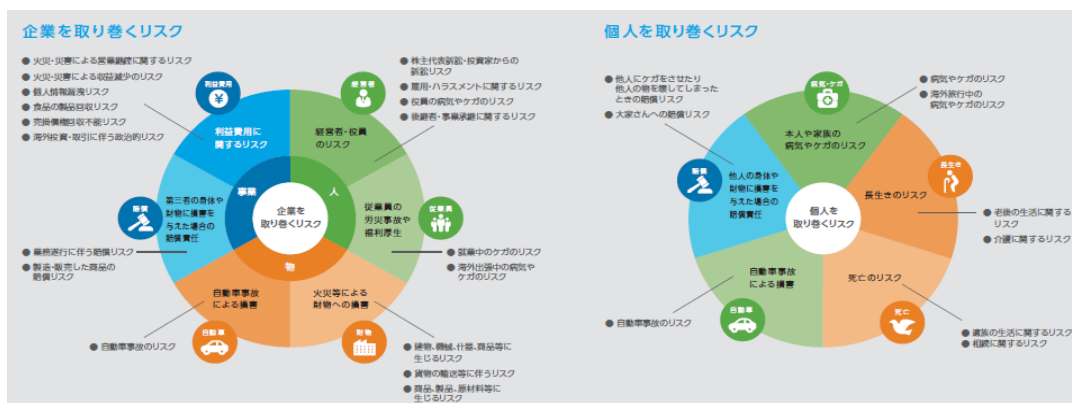 企業を取り巻くリスク
● 火災・災害による営業継続に関するリスク
● 火災・災害による収益減少のリスク
● 個人情報漏洩リスク
● 食品の製品回収リスク
● 売掛債権回収不能リスク
● 海外投資・取引に伴う政治的リスク
利益費用
利益費用に
関するリスク
経営者
● 株主代表訴訟・投資家からの
訴訟リスク
● 雇用・ハラスメントに関するリスク
● 役員の病気やケガのリスク
● 後継者・事業承継に関するリスク
経営者・役員
のリスク
事業
人
物
企業を
取り巻くリスク
賠償
第三者の身体や
財物に損害を
与えた場合の
賠償責任
● 業務遂行に伴う賠償リスク
● 製造・販売した商品の
賠償リスク
従業員の
労災事故や
福利厚生
従業員
● 就業中のケガのリスク
● 海外出張中の病気や
ケガのリスク
自動車事故
による損害
自動車
● 自動車事故のリスク
火災等による
財物への損害
財物
● 建物、機械、什器、商品等に
生じるリスク
● 貨物の輸送等に伴うリスク
● 商品、製品、原材料等に
生じるリスク
個人を取り巻くリスク
● 他人にケガをさせたり
他人の物を壊してしまった
ときの賠償リスク
● 大家さんへの賠償リスク
病気・ケガ
● 病気やケガのリスク
● 海外旅行中の
病気やケガのリスク
本人や家族の
病気やケガのリスク
賠償
他人の身体や
財物に損害を
与えた場合の
賠償責任
個人を
取り巻くリスク
長生き
長生きのリスク
● 老後の生活に関する
リスク
● 介護に関するリスク
自動車事故
による損害
自動車
● 自動車事故のリスク
死亡のリスク
死亡
● 遺族の生活に関するリスク
● 相続に関するリスク